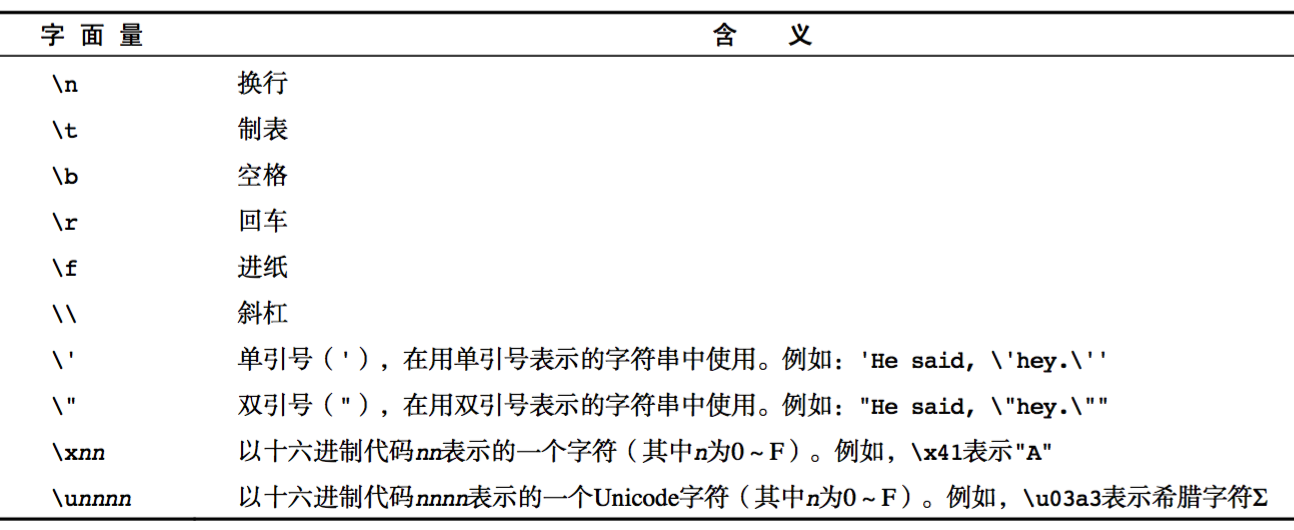 字 面 量 含 义
\n 换行
\t 制表
\b 空格
\r 回车
\f 进纸
\\ 斜杠
\' 单引号（'），在用单引号表示的字符串中使用。例如：'He said, \'hey.\''
\" 双引号（"），在用双引号表示的字符串中使用。例如："He said, \"hey.\""
\xnn 以十六进制代码nn表示的一个字符（其中n为0～F）。例如，\x41表示"A"
\unnnn 以十六进制代码nnnn表示的一个Unicode字符（其中n为0～F）。例如，\u03a3表示希腊字符Σ